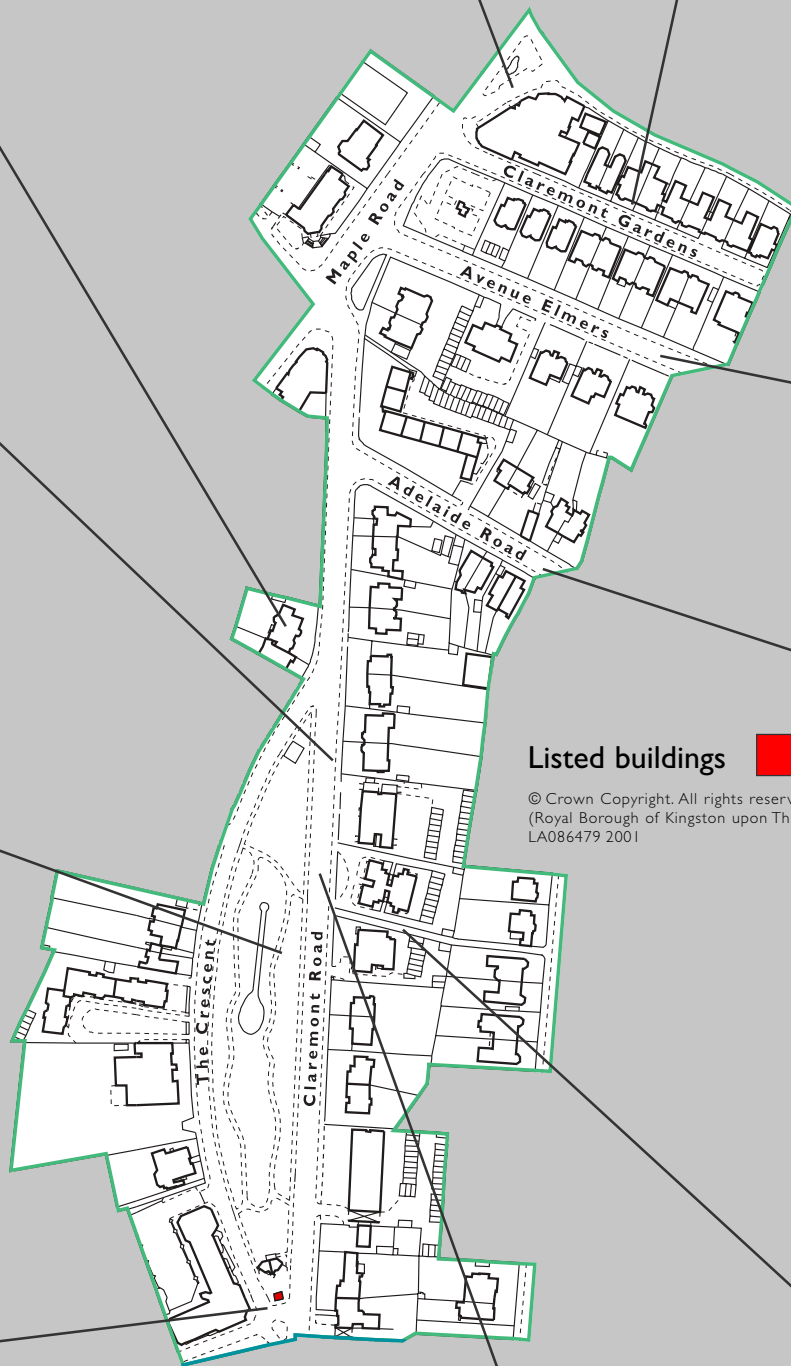 Claremont Gardens
Maple Road
Avenue Elmers
Adelaide Road
Listed buildings
© Crown Copyright. All rights reserv
(Royal Borough of Kingston upon Th
LA086479 2001
The Crescent
Claremont Road